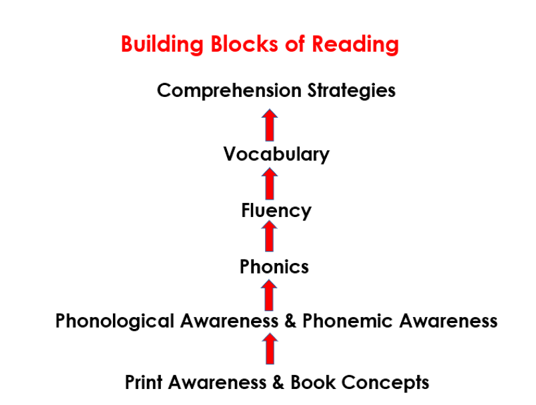 Building Blocks of Reading
Comprehension Strategies
Vocabulary
Fluency
Phonics
Phonological Awareness & Phonemic Awareness
Print Awareness & Book Concepts